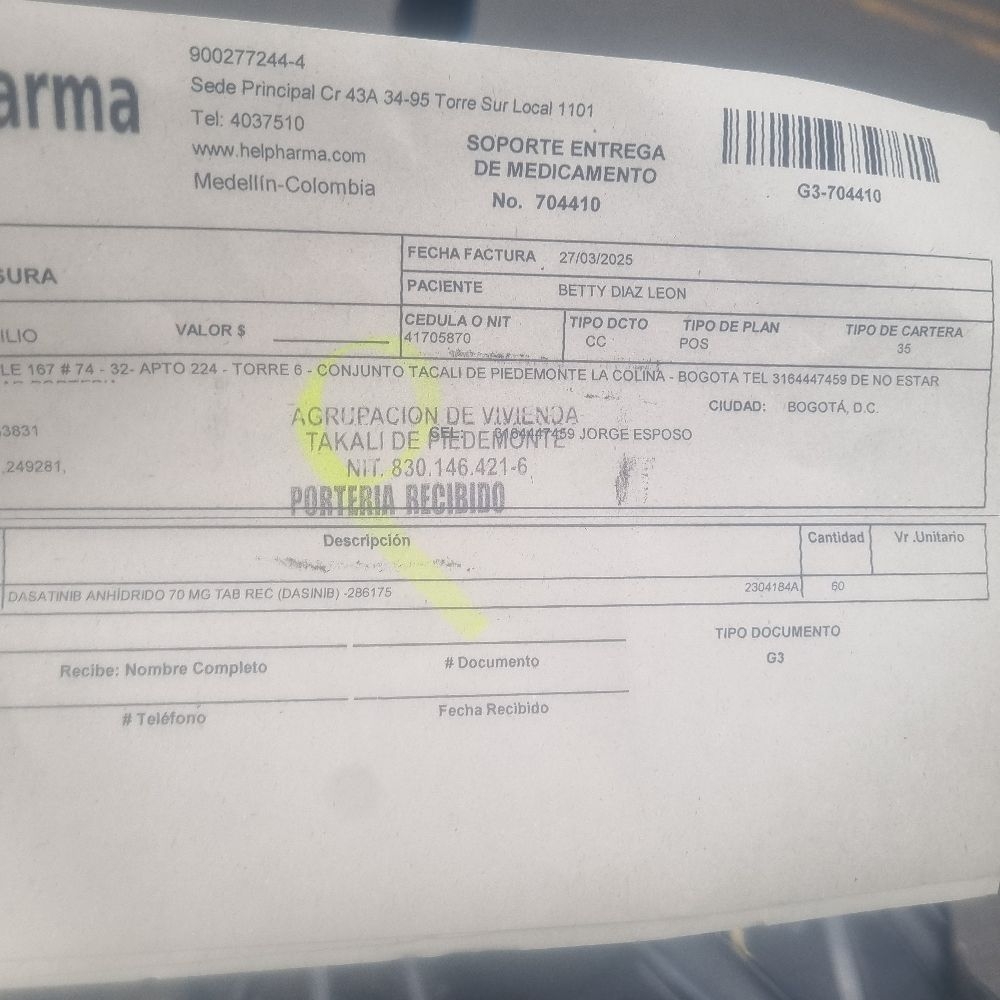 arma
900277244-4
Sede Principal Cr 43A 34-95 Torre Sur Local 1101
Tel: 4037510
www.helpharma.com
Medellín-Colombia
SOPORTE ENTREGA
DE MEDICAMENTO
No. 704410
G3-704410
SURA
FECHA FACTURA 27/03/2025
PACIENTE BETTY DIAZ LEON
ILIO VALOR $
CEDULA O NIT
41705870
TIPO DCTO
CC
TIPO DE PLAN
POS
TIPO DE CARTERA
35
LE 167 # 74 - 32- APTO 224 - TORRE 6 - CONJUNTO TACALI DE PIEDEMONTE LA COLINA - BOGOTA TEL 3164447459 DE NO ESTAR
CIUDAD: BOGOTÁ, D.C.
3831
CEL: 3164447459 JORGE ESPOSO
.249281,
AGRUPACION DE VIVIENDA
TAKALI DE PIEDEMONTE
NIT. 830.146.421-6
PORTERIA RECIBIDO
Descripción Cantidad Vr .Unitario
DASATINIB ANHÍDRIDO 70 MG TAB REC (DASINIB) -286175 2304184A 60
TIPO DOCUMENTO
G3
Recibe: Nombre Completo # Documento
# Teléfono Fecha Recibido